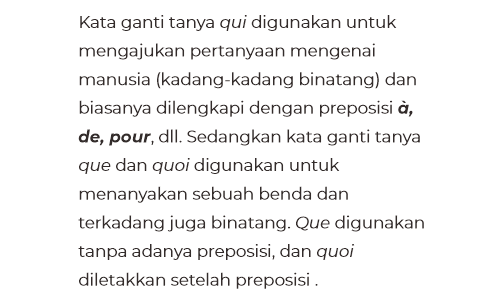 Kata ganti tanya qui digunakan untuk
mengajukan pertanyaan mengenai
manusia (kadang-kadang binatang) dan
biasanya dilengkapi dengan preposisi à,
de, pour, dll. Sedangkan kata ganti tanya
que dan quoi digunakan untuk
menanyakan sebuah benda dan
terkadang juga binatang. Que digunakan
tanpa adanya preposisi, dan quoi
diletakkan setelah preposisi .